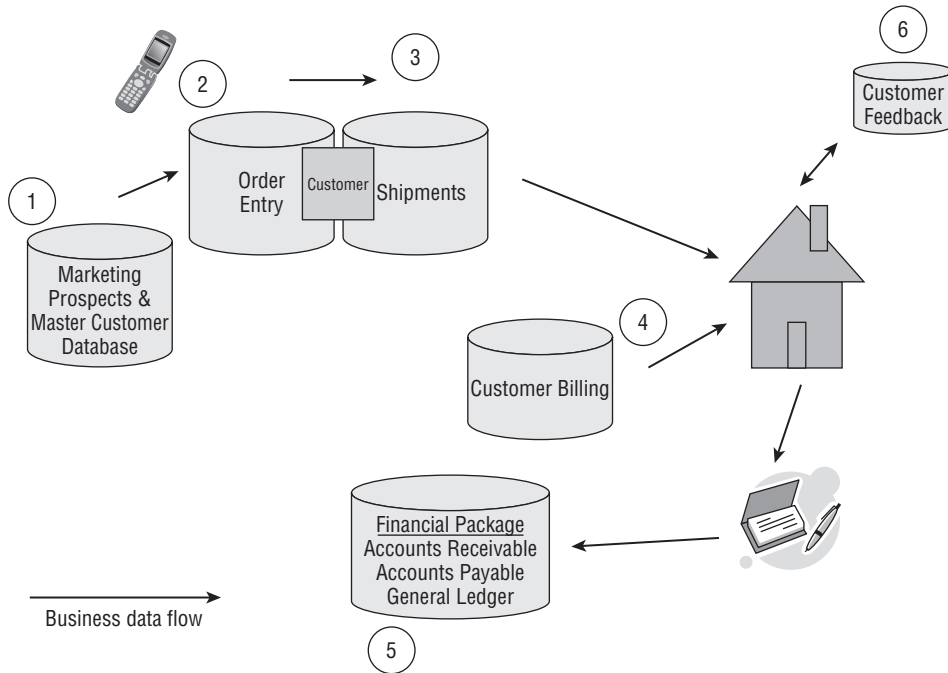 1
Marketing
Prospects &
Master Customer
Database
2
Order
Entry
Customer
3
Shipments
4
Customer Billing
5
Financial Package
Accounts Receivable
Accounts Payable
General Ledger
6
Customer
Feedback
Business data flow